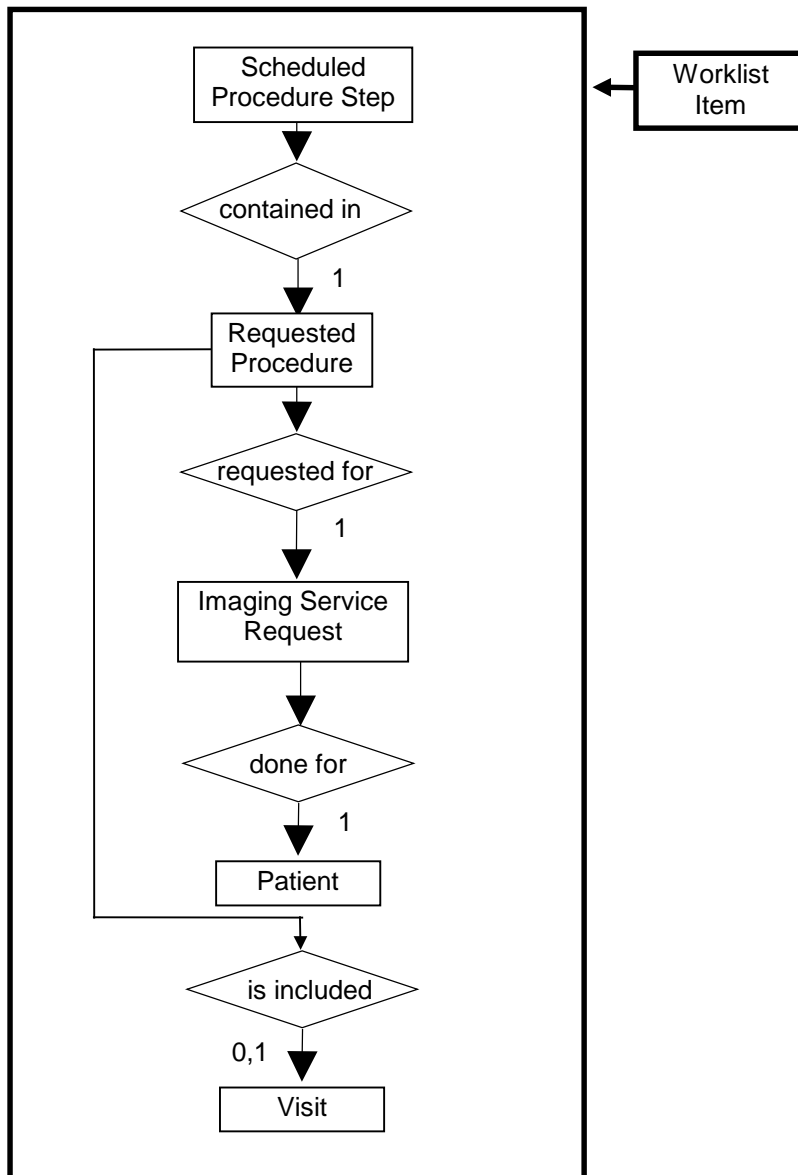 Scheduled
Procedure Step
Worklist
Item
contained in
1
Requested
Procedure
requested for
1
Imaging Service
Request
done for
1
Patient
is included
0,1
Visit